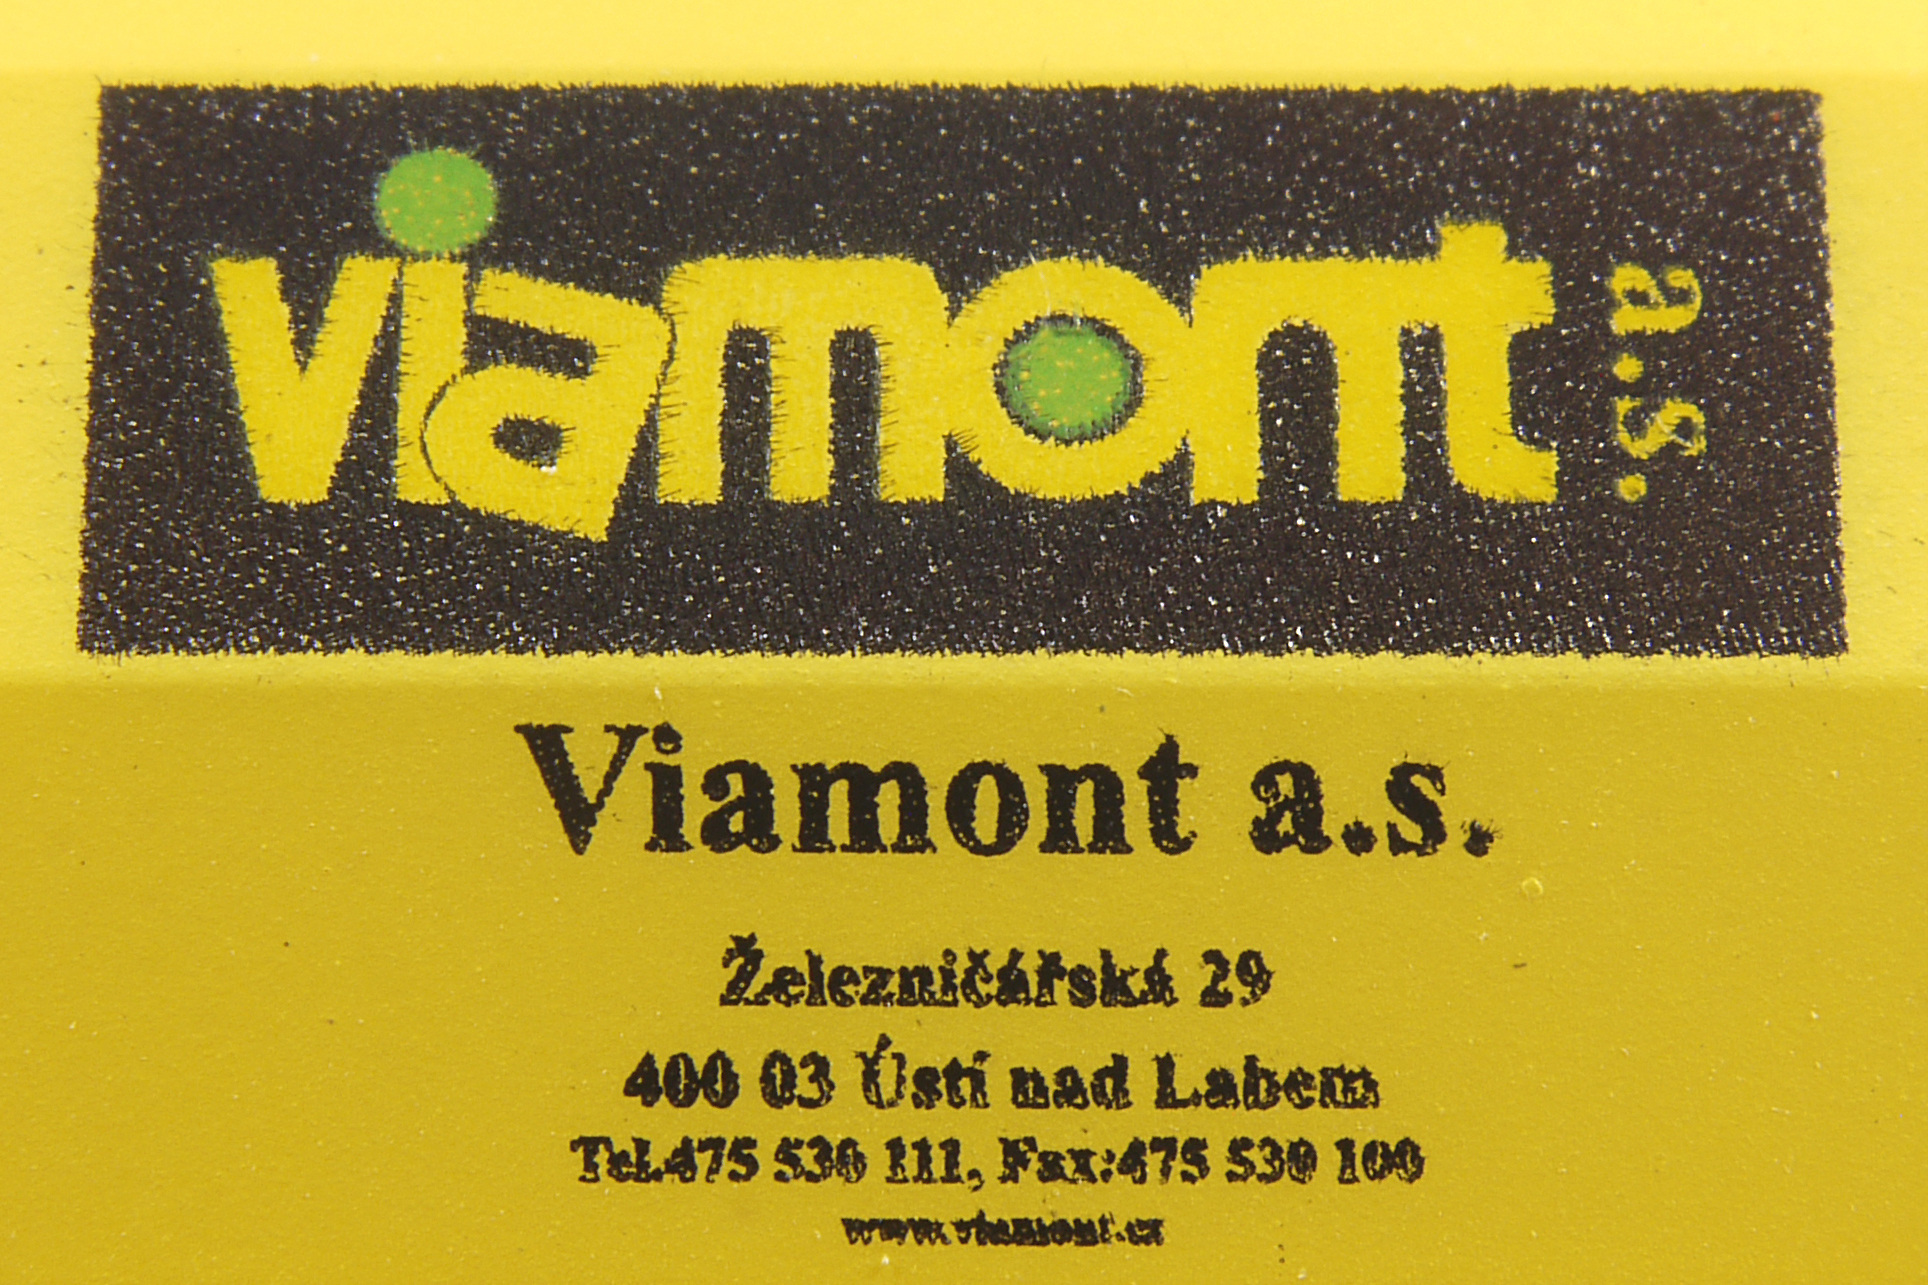 viamont a.s.
Viamont a.s.
Železničářská 29
400 03 Ústí nad Labem
Tel.475 530 111, Fax:475 530 100
www.viamont.cz